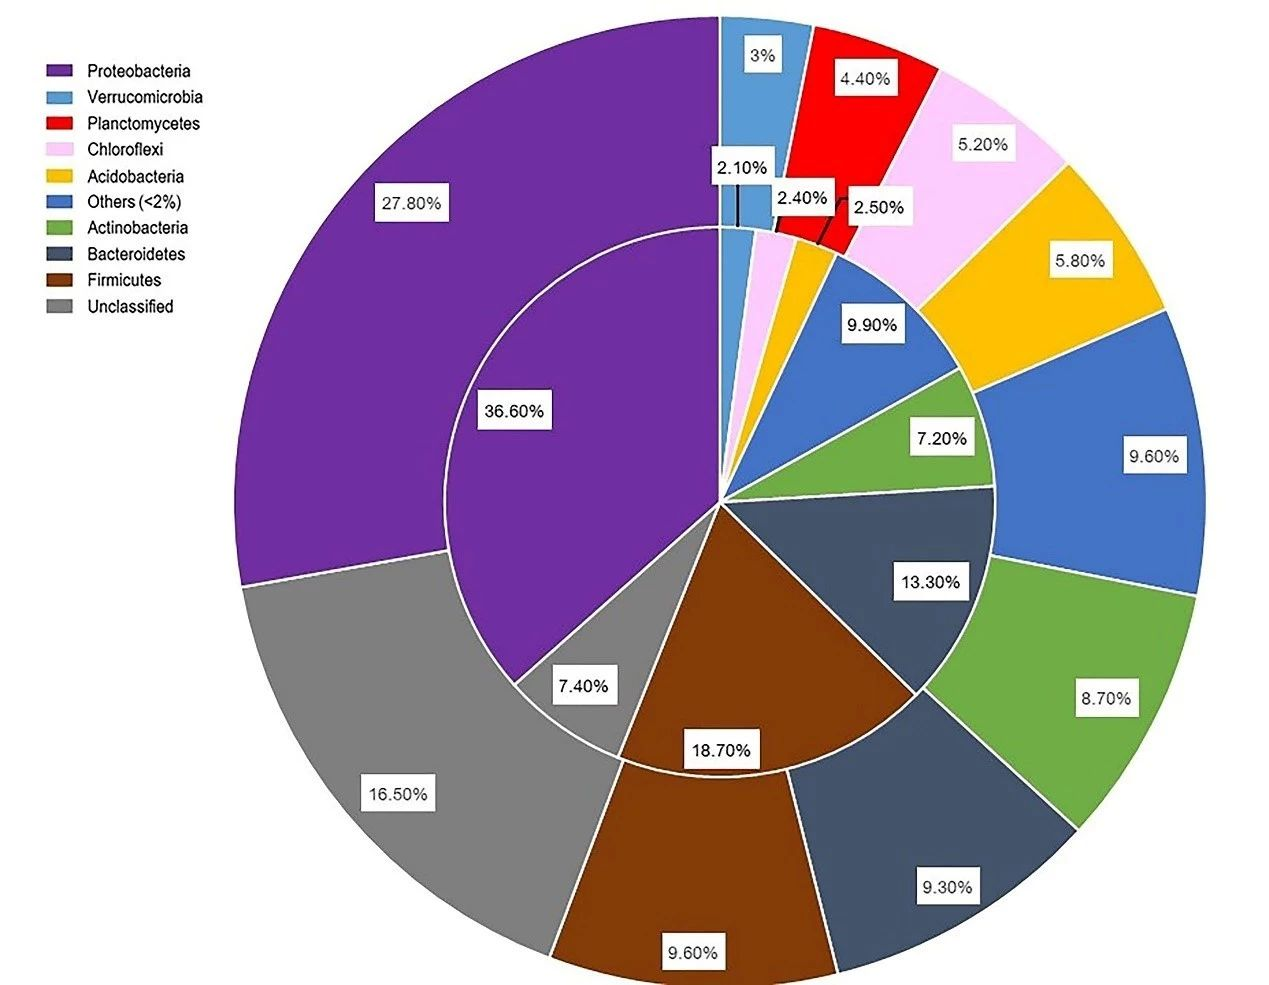 Proteobacteria
Verrucomicrobia
Planctomycetes
Chloroflexi
Acidobacteria
Others (<2%)
Actinobacteria
Bacteroidetes
Firmicutes
Unclassified
3%
4.40%
5.20%
2.10%
2.40%
2.50%
27.80%
5.80%
9.90%
36.60%
7.20%
9.60%
13.30%
7.40%
8.70%
18.70%
16.50%
9.30%
9.60%